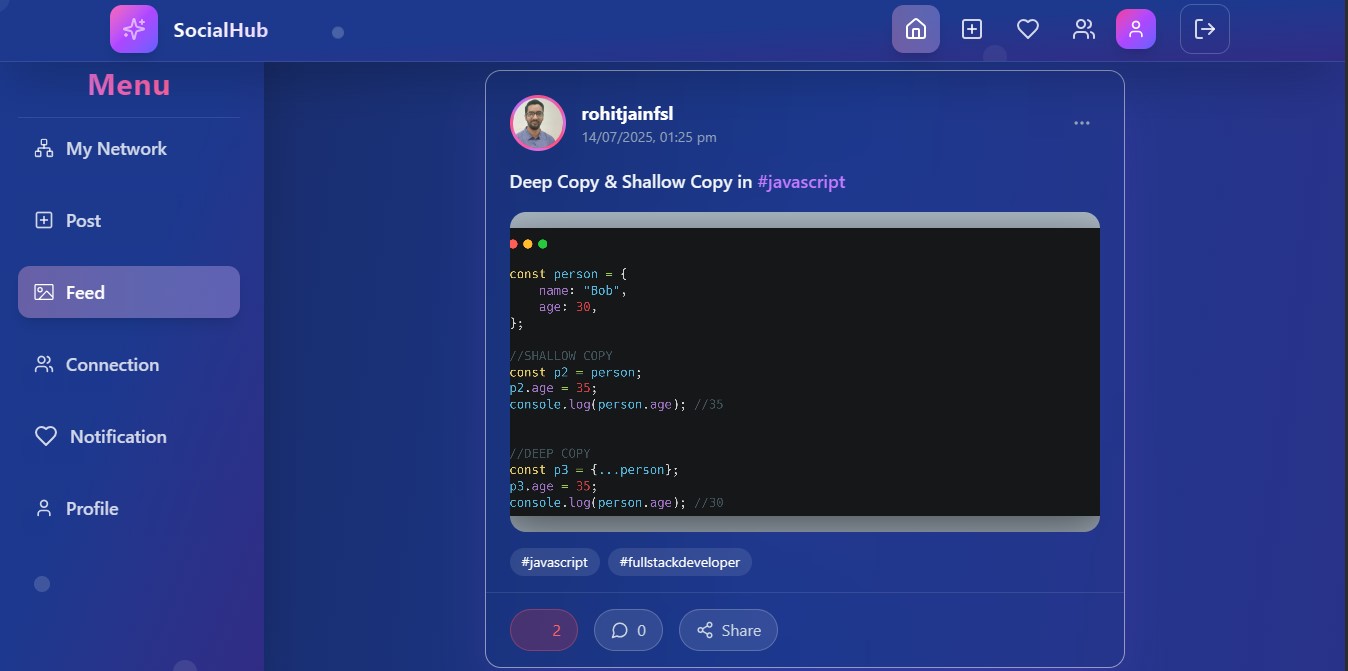 SocialHub
Menu
My Network
Post
Feed
Connection
Notification
Profile
rohitjainfsl
14/07/2025, 01:25 pm
Deep Copy & Shallow Copy in #javascript
const person = {
    name: "Bob",
    age: 30,
};
//SHALLOW COPY
const p2 = person;
p2.age = 35;
console.log(person.age); //35
//DEEP COPY
const p3 = {...person};
p3.age = 35;
console.log(person.age); //30
#javascript #fullstackdeveloper
2 0 Share